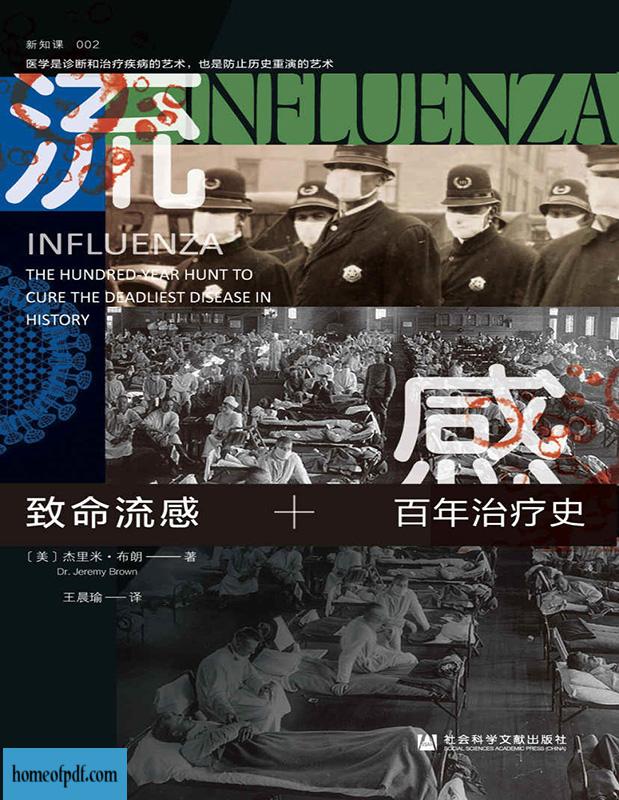 新知课 002
医学是诊断和治疗疾病的艺术，也是防止历史重演的艺术
流
INFLUENZA
INFLUENZA
THE HUNDRED-YEAR HUNT TO
CURE THE DEADLIEST DISEASE IN
HISTORY
感
致命流感
百年治疗史
〔美〕杰里米·布朗——著
Dr. Jeremy Brown
王晨瑜——译
社会科学文献出版社
SOCIAL SCIENCES ACADEMIC PRESS (CHINA)
homeofpdf.com